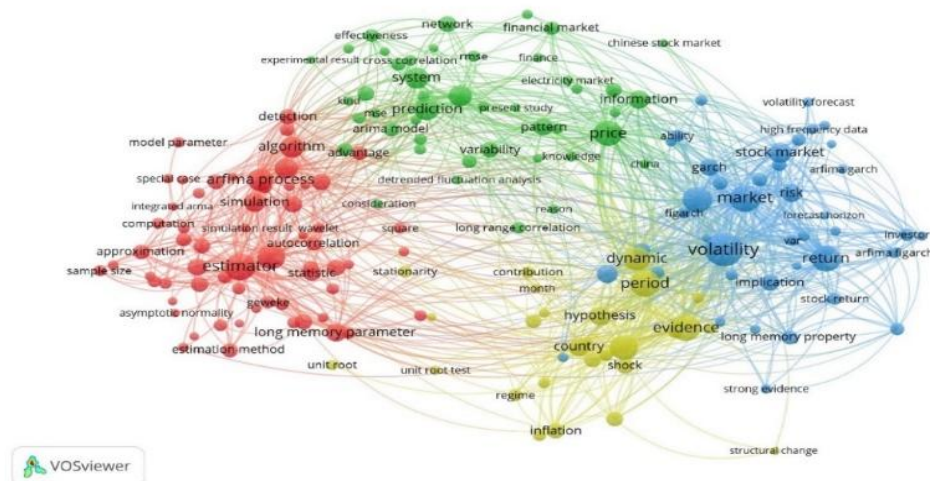 network
financial market
effectiveness
chinese stock market
experimental result
cross correlation
rmse
finance
system
electricity market
kind
mse
prediction
present study
information
volatility forecast
detection
arima model
pattern
price
ability
high frequency data
model parameter
algorithm
advantage
variability
knowledge
china
garch
stock market
arfima garch
special case
arfima process
detrended fluctuation analysis
market
risk
integrated arma
simulation
consideration
reason
figarch
forecast horizon
computation
simulation result
wavelet
square
long range correlation
var
investor
approximation
autocorrelation
volatility
return
arfima figarch
sample size
estimator
statistic
stationarity
contribution
dynamic
implication
geweke
month
period
stock return
asymptotic normality
long memory parameter
hypothesis
evidence
long memory property
estimation method
country
unit root
unit root test
shock
regime
strong evidence
inflation
structural change
VOSviewer